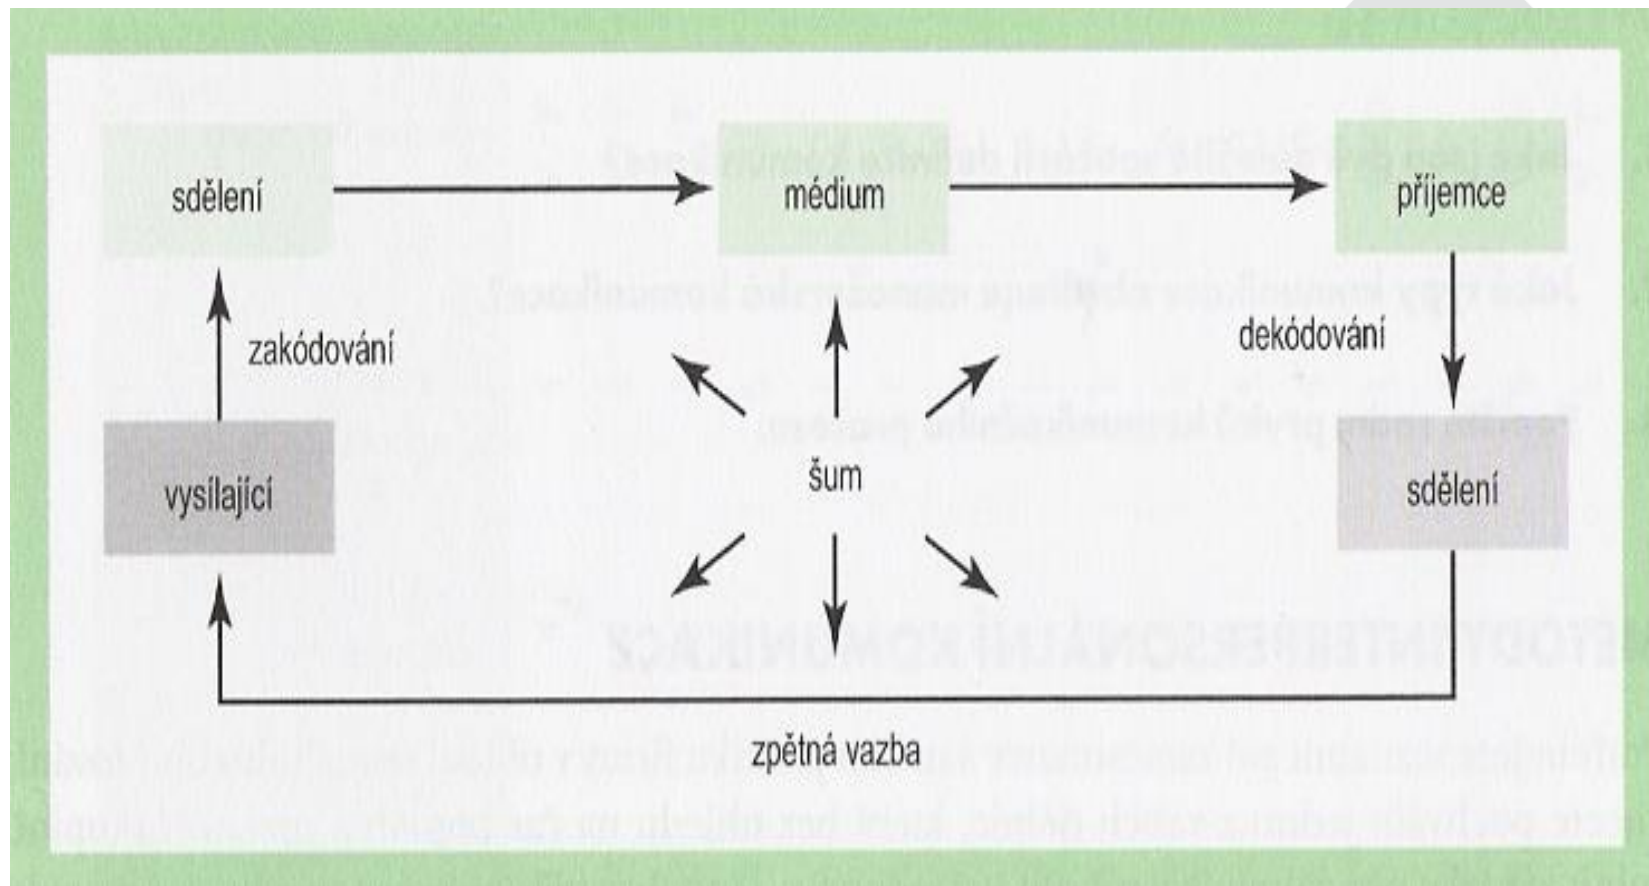 sdělení
médium
příjemce
zakódování
dekódování
šum
vysílající
sdělení
zpětná vazba